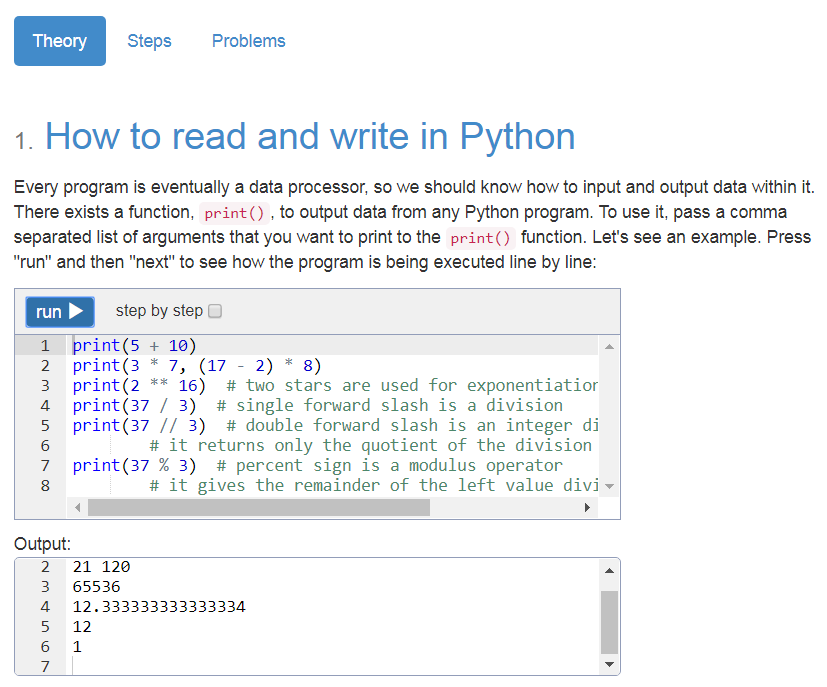 Theory Steps Problems
1. How to read and write in Python
Every program is eventually a data processor, so we should know how to input and output data within it.
There exists a function, print() , to output data from any Python program. To use it, pass a comma
separated list of arguments that you want to print to the print() function. Let's see an example. Press
"run" and then "next" to see how the program is being executed line by line:
run step by step
1 print(5 + 10)
2 print(3 * 7, (17 - 2) * 8)
3 print(2 ** 16)  # two stars are used for exponentiation
4 print(37 / 3)  # single forward slash is a division
5 print(37 // 3)  # double forward slash is an integer di
6         # it returns only the quotient of the division
7 print(37 % 3)  # percent sign is a modulus operator
8         # it gives the remainder of the left value divi
Output:
2 21 120
3 65536
4 12.333333333333334
5 12
6 1
7